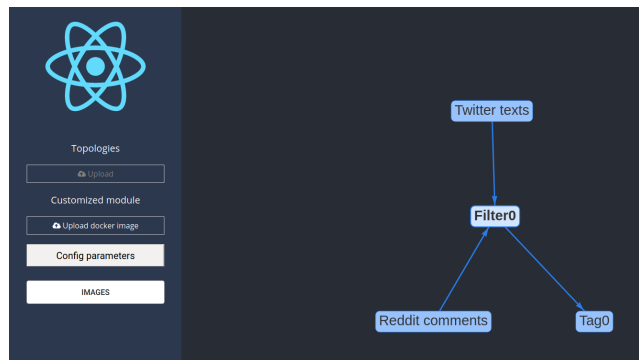 Topologies
Upload
Customized module
Upload docker image
Config parameters
IMAGES
Twitter texts
Filter0
Reddit comments
Tag0